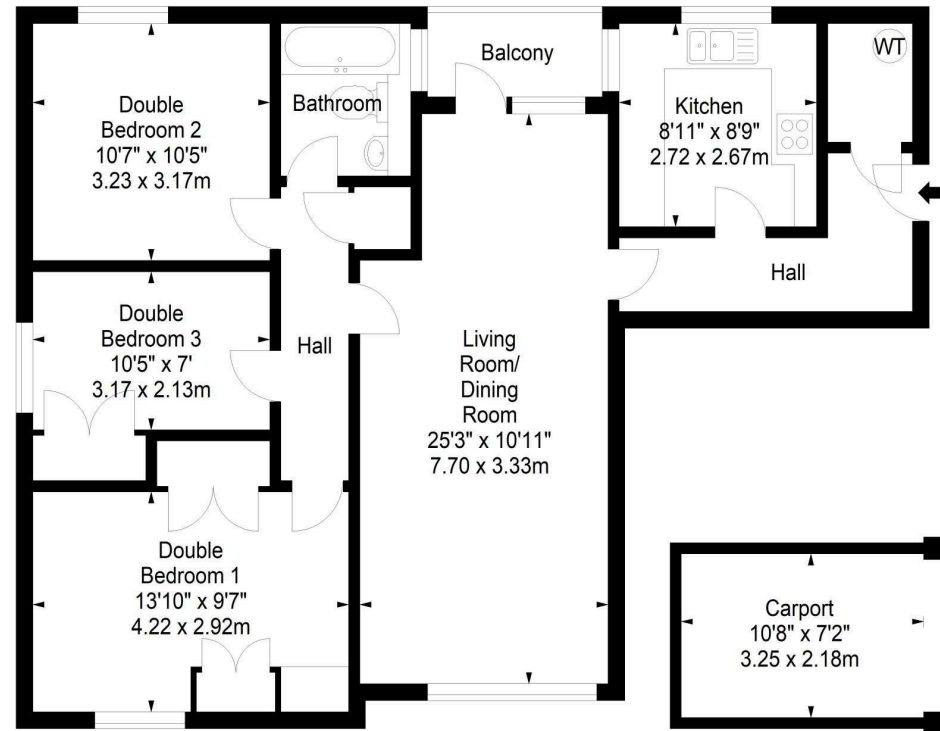 Double
Bedroom 2
10'7" x 10'5"
3.23 x 3.17m
Bathroom
Balcony
Kitchen
8'11" x 8'9"
2.72 x 2.67m
WT
Double
Bedroom 3
10'5" x 7'
3.17 x 2.13m
Hall
Living
Room/
Dining
Room
25'3" x 10'11"
7.70 x 3.33m
Hall
Double
Bedroom 1
13'10" x 9'7"
4.22 x 2.92m
Carport
10'8" x 7'2"
3.25 x 2.18m